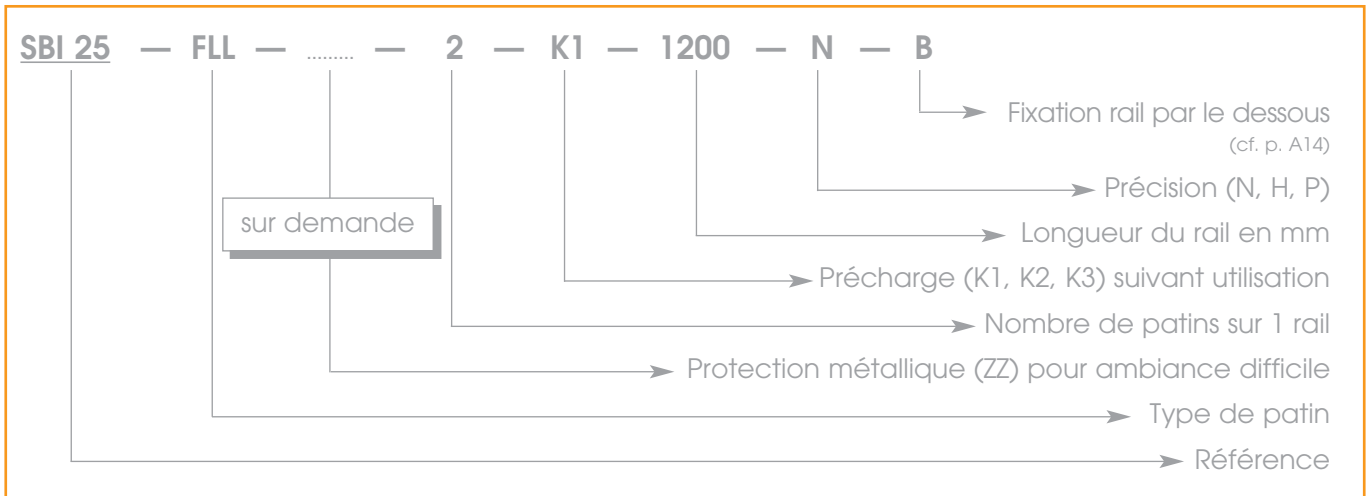 SBI 25 — FLL — ......... — 2 — K1 — 1200 — N — B
Fixation rail par le dessous
(cf. p. A14)
Précision (N, H, P)
sur demande
Longueur du rail en mm
Précharge (K1, K2, K3) suivant utilisation
Nombre de patins sur 1 rail
Protection métallique (ZZ) pour ambiance difficile
Type de patin
Référence